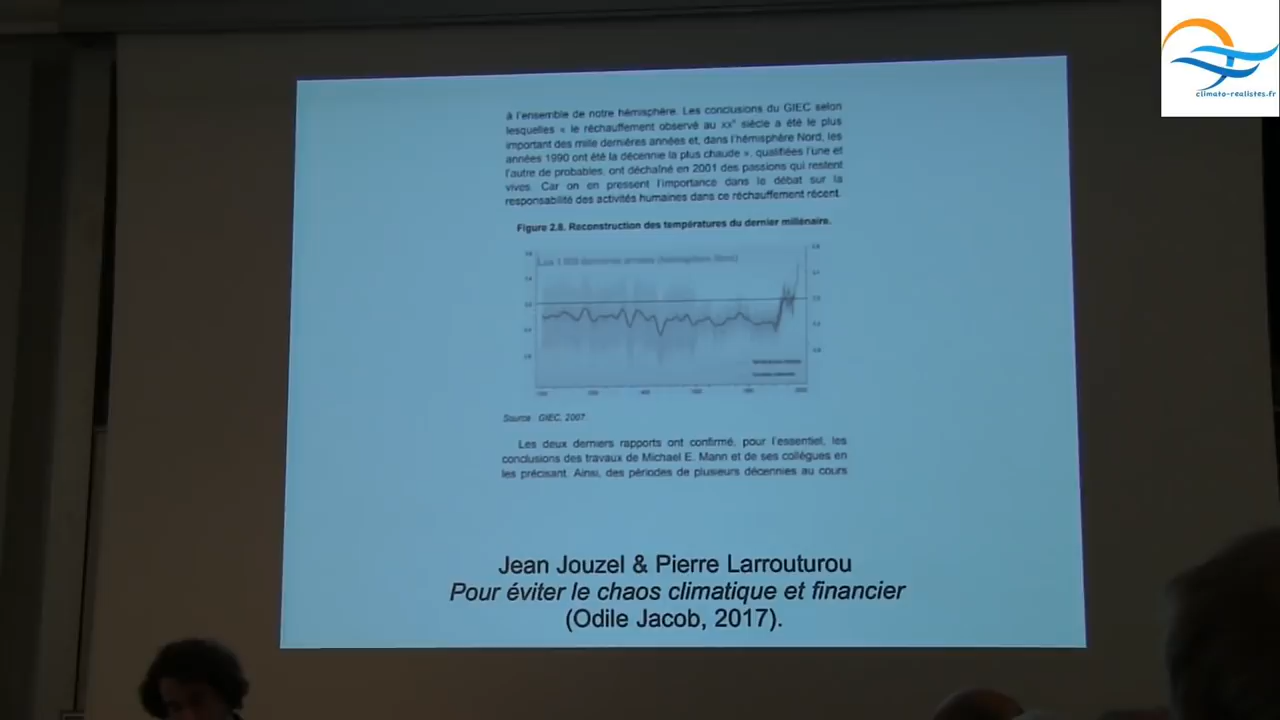 climato-realistes.fr
à l'ensemble de notre hémisphère. Les conclusions du GIEC selon
lesquelles « le réchauffement observé au XXe siècle a été le plus
important des mille dernières années et, dans l'hémisphère Nord, les
années 1990 ont été la décennie la plus chaude », qualifiées l'une et
l'autre de probables, ont déchaîné en 2001 des passions qui restent
vives. Car on en pressent l'importance dans le débat sur la
responsabilité des activités humaines dans ce réchauffement récent.
Figure 2.8. Reconstruction des températures du dernier millénaire.
dernières années (hémisphère Nord)
Source : GIEC, 2007.
Les deux derniers rapports ont confirmé, pour l'essentiel, les
conclusions des travaux de Michael E. Mann et de ses collègues en
les précisant. Ainsi, des périodes de plusieurs décennies au cours
Jean Jouzel & Pierre Larrouturou
Pour éviter le chaos climatique et financier
(Odile Jacob, 2017).